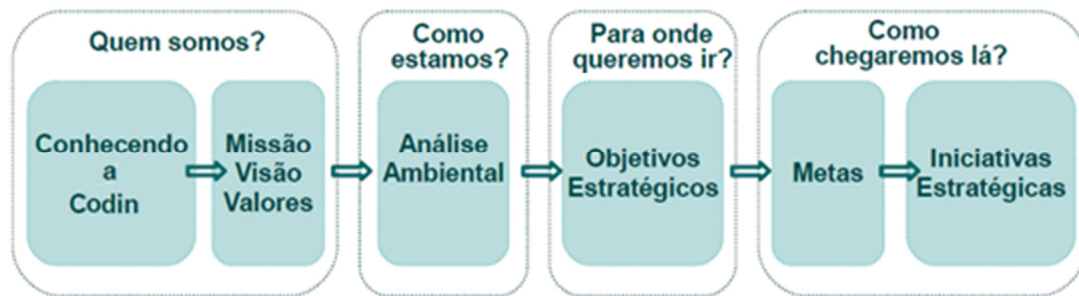 Quem somos?
Conhecendo
a
Codin
Missão
Visão
Valores
Como
estamos?
Análise
Ambiental
Para onde
queremos ir?
Objetivos
Estratégicos
Como
chegaremos lá?
Metas
Iniciativas
Estratégicas